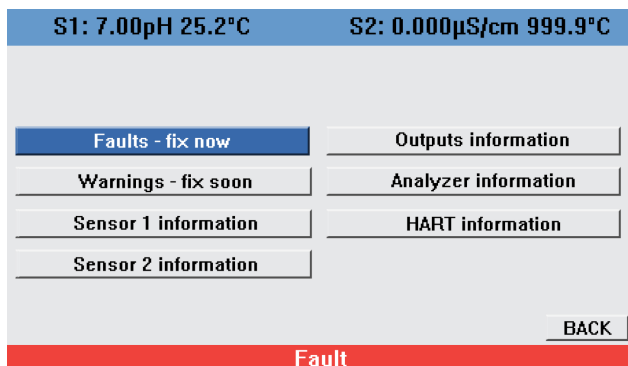 S1: 7.00pH 25.2°C
S2: 0.000µS/cm 999.9°C
Faults - fix now
Warnings - fix soon
Sensor 1 information
Sensor 2 information
Outputs information
Analyzer information
HART information
BACK
Fault